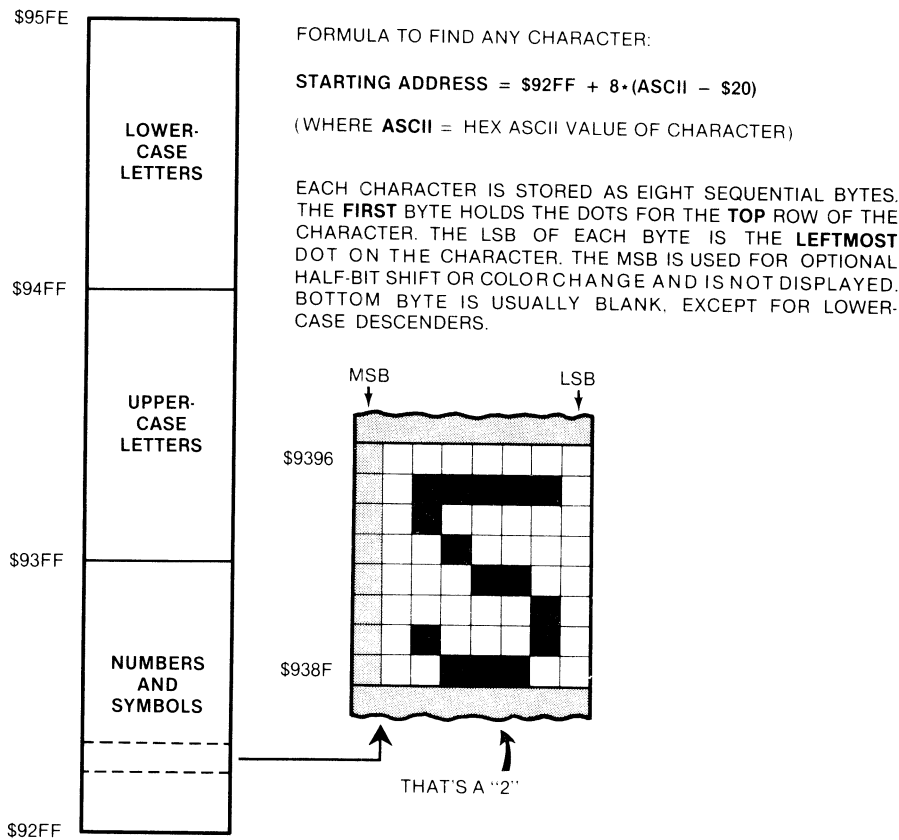 $95FE
LOWER-
CASE
LETTERS
$94FF
UPPER-
CASE
LETTERS
$93FF
NUMBERS
AND
SYMBOLS
$92FF
FORMULA TO FIND ANY CHARACTER:
STARTING ADDRESS = $92FF + 8*(ASCII – $20)
(WHERE ASCII = HEX ASCII VALUE OF CHARACTER)
EACH CHARACTER IS STORED AS EIGHT SEQUENTIAL BYTES.
THE FIRST BYTE HOLDS THE DOTS FOR THE TOP ROW OF THE
CHARACTER. THE LSB OF EACH BYTE IS THE LEFTMOST
DOT ON THE CHARACTER. THE MSB IS USED FOR OPTIONAL
HALF-BIT SHIFT OR COLOR CHANGE AND IS NOT DISPLAYED.
BOTTOM BYTE IS USUALLY BLANK, EXCEPT FOR LOWER-
CASE DESCENDERS.
MSB
LSB
$9396
$938F
THAT'S A "2"